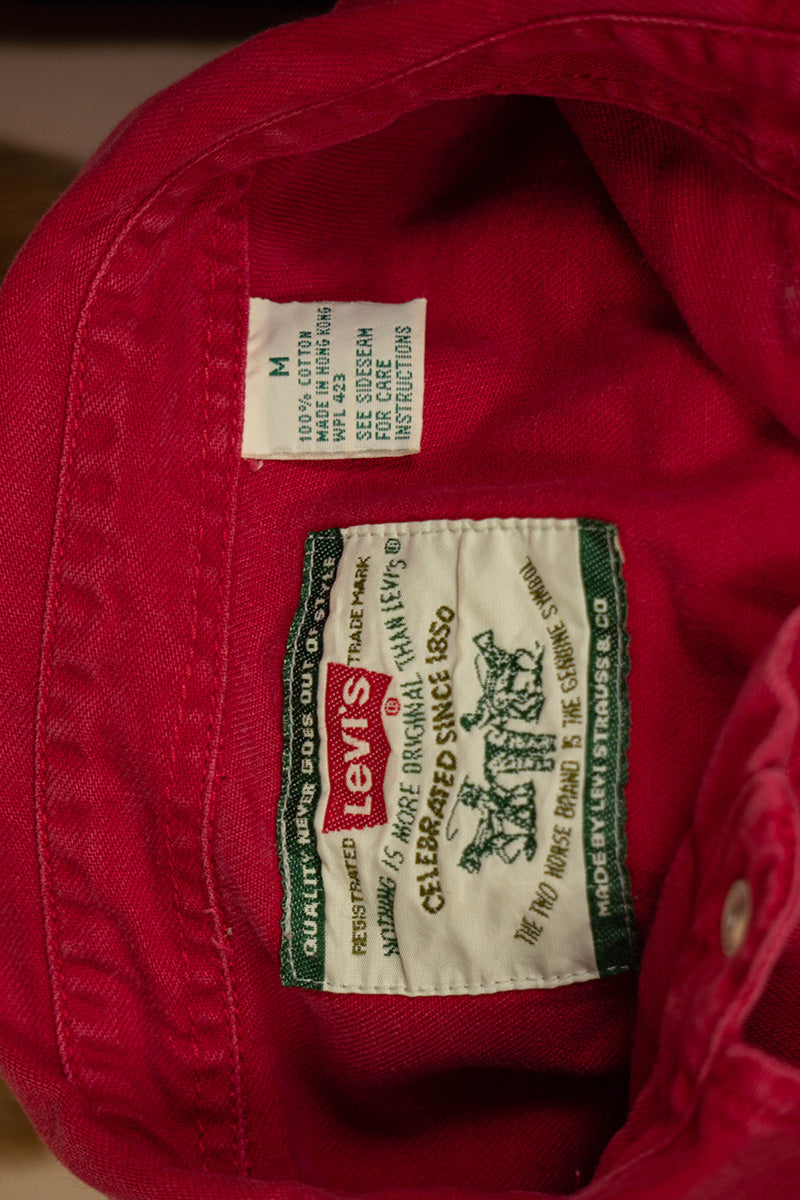 M
100% COTTON
MADE IN HONG KONG
WPL 423
SEE SIDESEAM
FOR CARE
INSTRUCTIONS
QUALITY NEVER GOES OUT OF STYLE
REGISTRATED TRADE MARK
LEVI'S ®
NOTHING IS MORE ORIGINAL THAN LEVI'S ®
CELEBRATED SINCE 1850
THE TWO HORSE BRAND IS THE GENUINE SYMBOL
MADE BY LEVI STRAUSS & CO